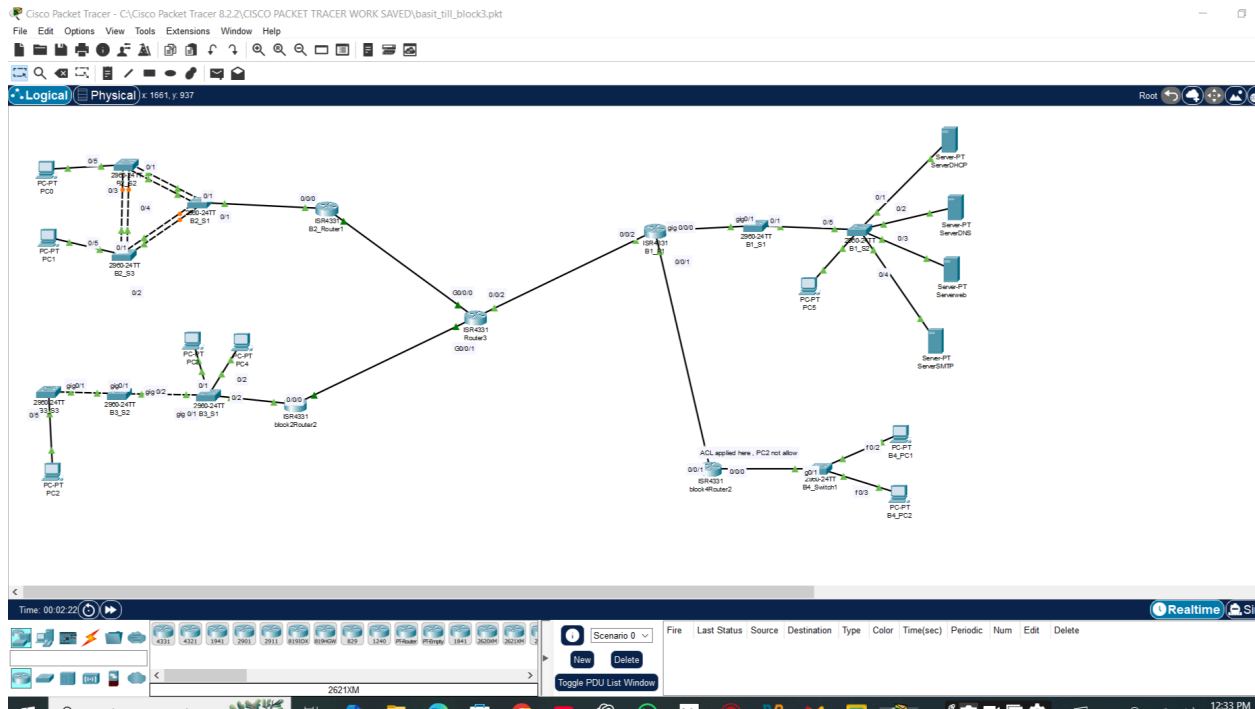 Cisco Packet Tracer - C:\Cisco Packet Tracer 8.2.2\CISCO PACKET TRACER WORK SAVED\basit_till_block3.pkt
File Edit Options View Tools Extensions Window Help
Logical Physical x: 1661, y: 937 Root
Server-PT
ServerDHCP
0/5
0/1
2960-24TT
B2_S2
PC-PT
PC0
0/3
0/1
0/4
2960-24TT
B2_S1
0/1
0/0/0
ISR4331
B2_Router1
0/5
0/1
PC-PT
PC1
2960-24TT
B2_S3
0/2
0/0/2
gig 0/0/0
ISR4331
0/0/1
gig0/1
0/1
2960-24TT
B1_S1
0/5
0/1
0/2
0/3
0/4
2960-24TT
B1_S2
Server-PT
ServerDNS
Server-PT
Serverweb
PC-PT
PC5
Server-PT
ServerSMTP
G0/0/0
0/0/2
ISR4331
Router3
G0/0/1
PC-PT
PC-PT
PC4
0/1
0/2
gig0/1
gig0/1
gig 0/2
0/2
0/0/0
2960-24TT
2960-24TT
B3_S2
2960-24TT
gig 0/1 B3_S1
ISR4331
block2Router2
PC-PT
PC2
ACL applied here , PC2 not allow
0/0/1
0/0/0
ISR4331
block4Router2
g0/1
2960-24TT
B4_Switch1
f 0/2
PC-PT
B4_PC1
f 0/3
PC-PT
B4_PC2
Time: 00:02:22 Realtime
4331 4321 1941 2901 2911 819IOX 819HGW 829 1240 PT-Router PT-Empty 1841 2620XM 2621XM
2621XM
Scenario 0
New Delete
Toggle PDU List Window
Fire Last Status Source Destination Type Color Time(sec) Periodic Num Edit Delete
12:33 PM